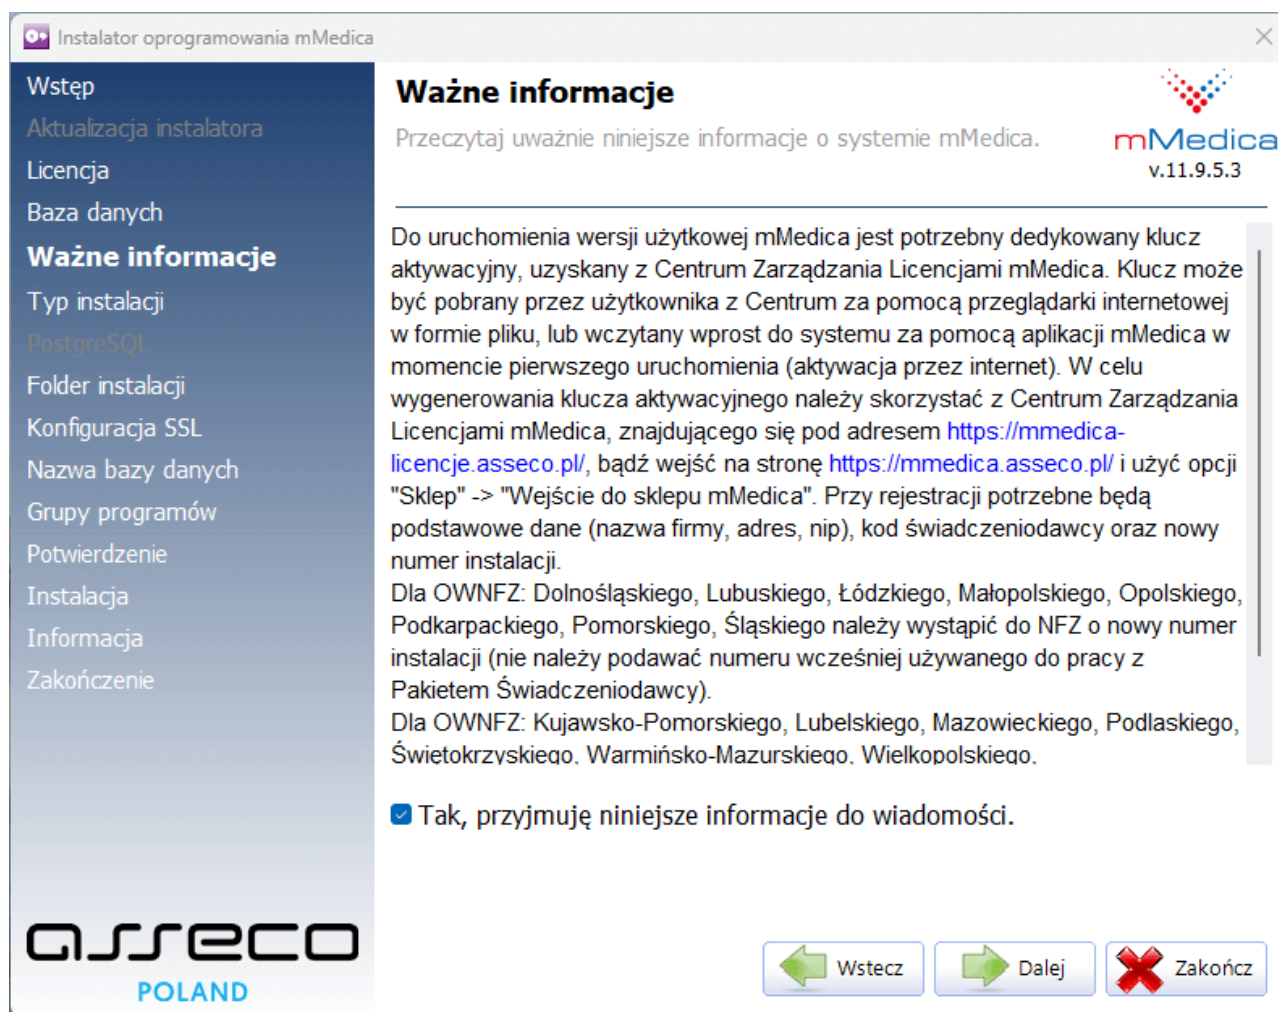 Instalator oprogramowania mMedica
Wstęp
Aktualizacja instalatora
Licencja
Baza danych
Ważne informacje
Typ instalacji
PostgreSQL
Folder instalacji
Konfiguracja SSL
Nazwa bazy danych
Grupy programów
Potwierdzenie
Instalacja
Informacja
Zakończenie
asseco
POLAND
Ważne informacje
Przeczytaj uważnie niniejsze informacje o systemie mMedica.
mMedica
v.11.9.5.3
Do uruchomienia wersji użytkowej mMedica jest potrzebny dedykowany klucz
aktywacyjny, uzyskany z Centrum Zarządzania Licencjami mMedica. Klucz może
być pobrany przez użytkownika z Centrum za pomocą przeglądarki internetowej
w formie pliku, lub wczytany wprost do systemu za pomocą aplikacji mMedica w
momencie pierwszego uruchomienia (aktywacja przez internet). W celu
wygenerowania klucza aktywacyjnego należy skorzystać z Centrum Zarządzania
Licencjami mMedica, znajdującego się pod adresem https://mmedica-
licencje.asseco.pl/, bądź wejść na stronę https://mmedica.asseco.pl/ i użyć opcji
"Sklep" -> "Wejście do sklepu mMedica". Przy rejestracji potrzebne będą
podstawowe dane (nazwa firmy, adres, nip), kod świadczeniodawcy oraz nowy
numer instalacji.
Dla OWNFZ: Dolnośląskiego, Lubuskiego, Łódzkiego, Małopolskiego, Opolskiego,
Podkarpackiego, Pomorskiego, Śląskiego należy wystąpić do NFZ o nowy numer
instalacji (nie należy podawać numeru wcześniej używanego do pracy z
Pakietem Świadczeniodawcy).
Dla OWNFZ: Kujawsko-Pomorskiego, Lubelskiego, Mazowieckiego, Podlaskiego,
Świętokrzyskiego, Warmińsko-Mazurskiego, Wielkopolskiego,
Tak, przyjmuję niniejsze informacje do wiadomości.
Wstecz
Dalej
Zakończ